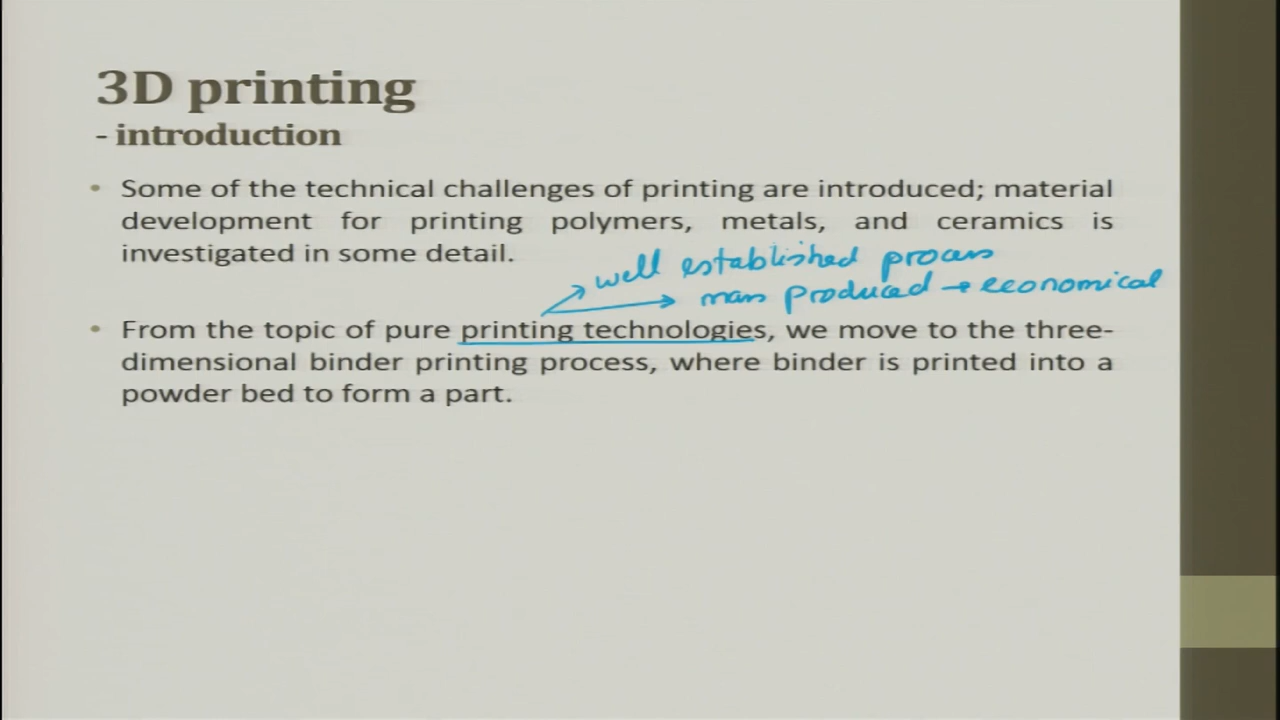 3D printing
- introduction
• Some of the technical challenges of printing are introduced; material
development for printing polymers, metals, and ceramics is
investigated in some detail.
well established process
mass produced → economical
• From the topic of pure printing technologies, we move to the three-
dimensional binder printing process, where binder is printed into a
powder bed to form a part.